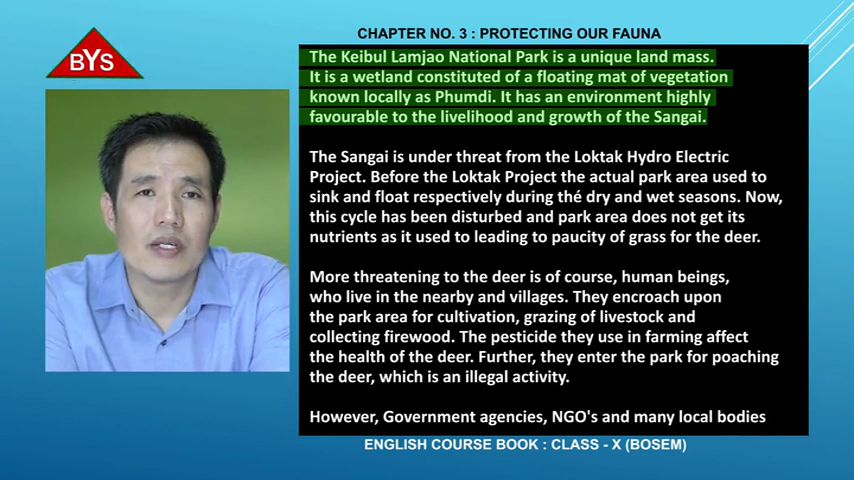 CHAPTER NO. 3 : PROTECTING OUR FAUNA
BYS
The Keibul Lamjao National Park is a unique land mass.
It is a wetland constituted of a floating mat of vegetation
known locally as Phumdi. It has an environment highly
favourable to the livelihood and growth of the Sangai.
The Sangai is under threat from the Loktak Hydro Electric
Project. Before the Loktak Project the actual park area used to
sink and float respectively during thé dry and wet seasons. Now,
this cycle has been disturbed and park area does not get its
nutrients as it used to leading to paucity of grass for the deer.
More threatening to the deer is of course, human beings,
who live in the nearby and villages. They encroach upon
the park area for cultivation, grazing of livestock and
collecting firewood. The pesticide they use in farming affect
the health of the deer. Further, they enter the park for poaching
the deer, which is an illegal activity.
However, Government agencies, NGO's and many local bodies
ENGLISH COURSE BOOK : CLASS - X (BOSEM)